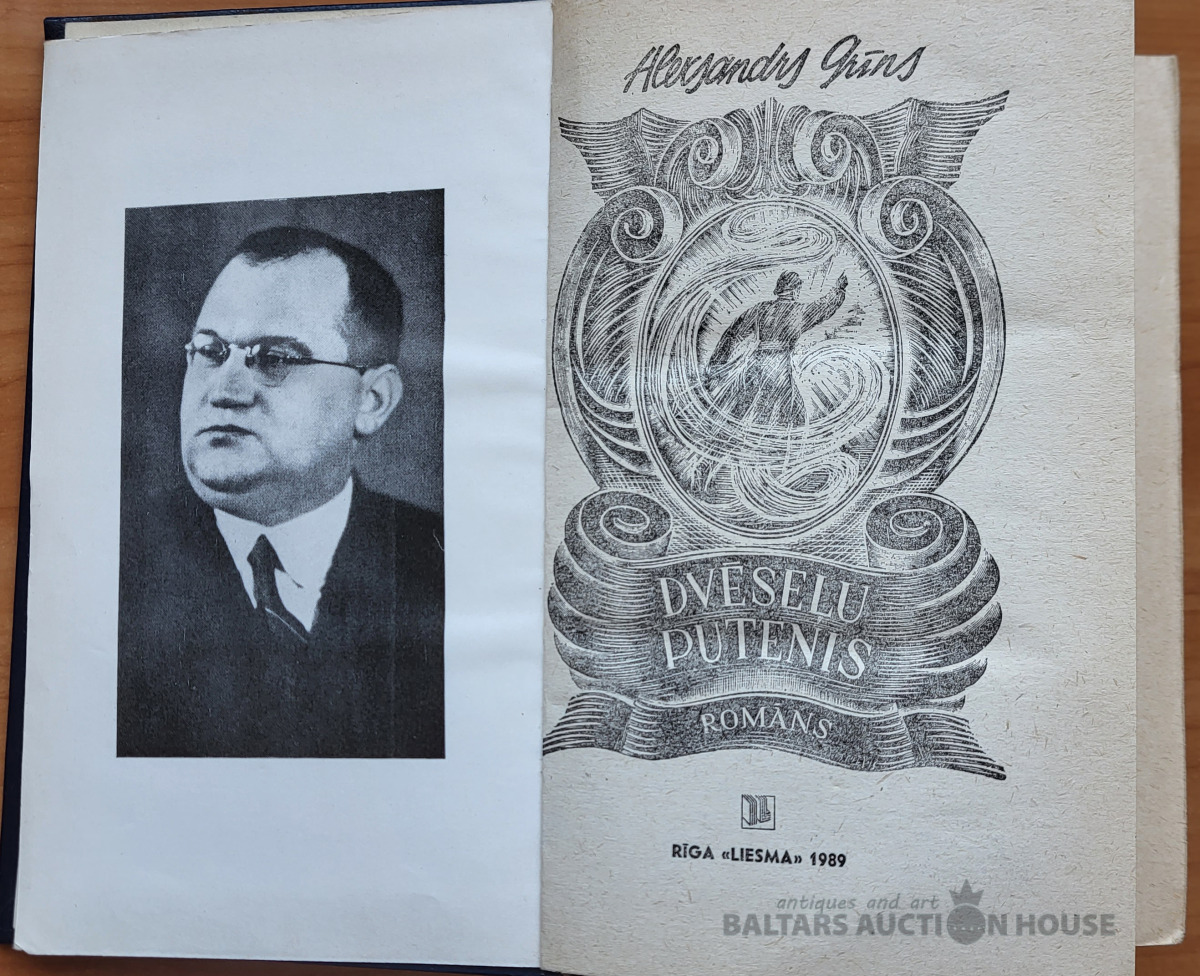 Aleksandrs Grīns
DVĒSEĻU
PUTENIS
ROMĀNS
RĪGA «LIESMA» 1989
antiques and art
BALTARS AUCTION HOUSE